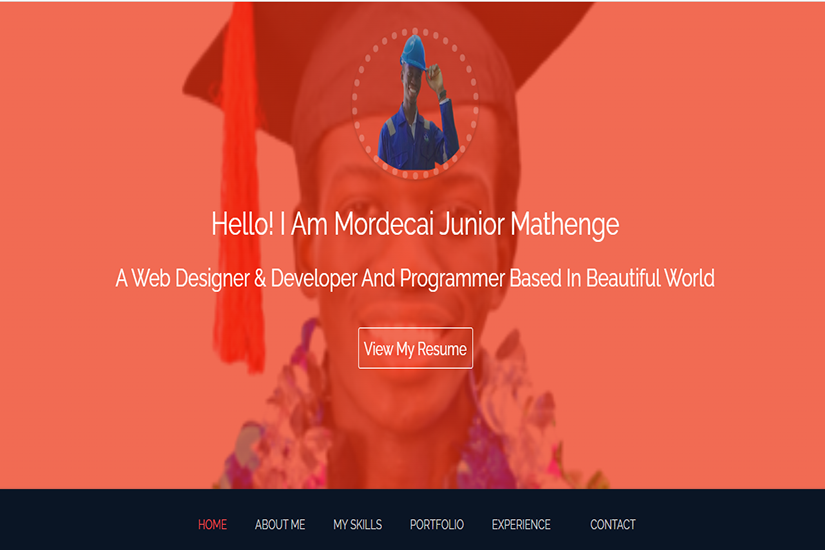 Hello! I Am Mordecai Junior Mathenge
A Web Designer & Developer And Programmer Based In Beautiful World
View My Resume
HOME ABOUT ME MY SKILLS PORTFOLIO EXPERIENCE CONTACT